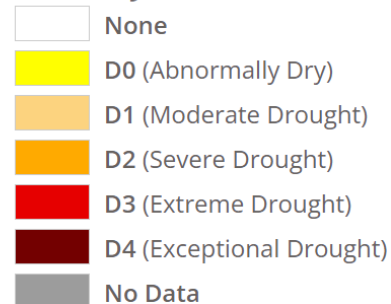 None
D0 (Abnormally Dry)
D1 (Moderate Drought)
D2 (Severe Drought)
D3 (Extreme Drought)
D4 (Exceptional Drought)
No Data